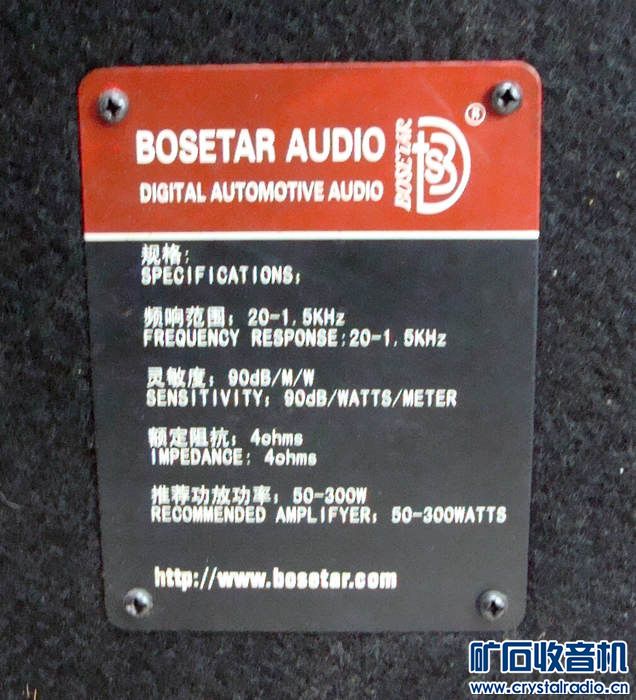 BOSETAR AUDIO
DIGITAL AUTOMOTIVE AUDIO
BOSETAR
®
规格:
SPECIFICATIONS:
频响范围: 20-1,5KHz
FREQUENCY RESPONSE:20-1,5KHz
灵敏度: 90dB/M/W
SENSITIVITY: 90dB/WATTS/METER
额定阻抗: 4ohms
IMPEDANCE: 4ohms
推荐功放功率: 50-300W
RECOMMENDED AMPLIFYER: 50-300WATTS
http://www.bosetar.com
矿石收音机
www.crystalradio.cn